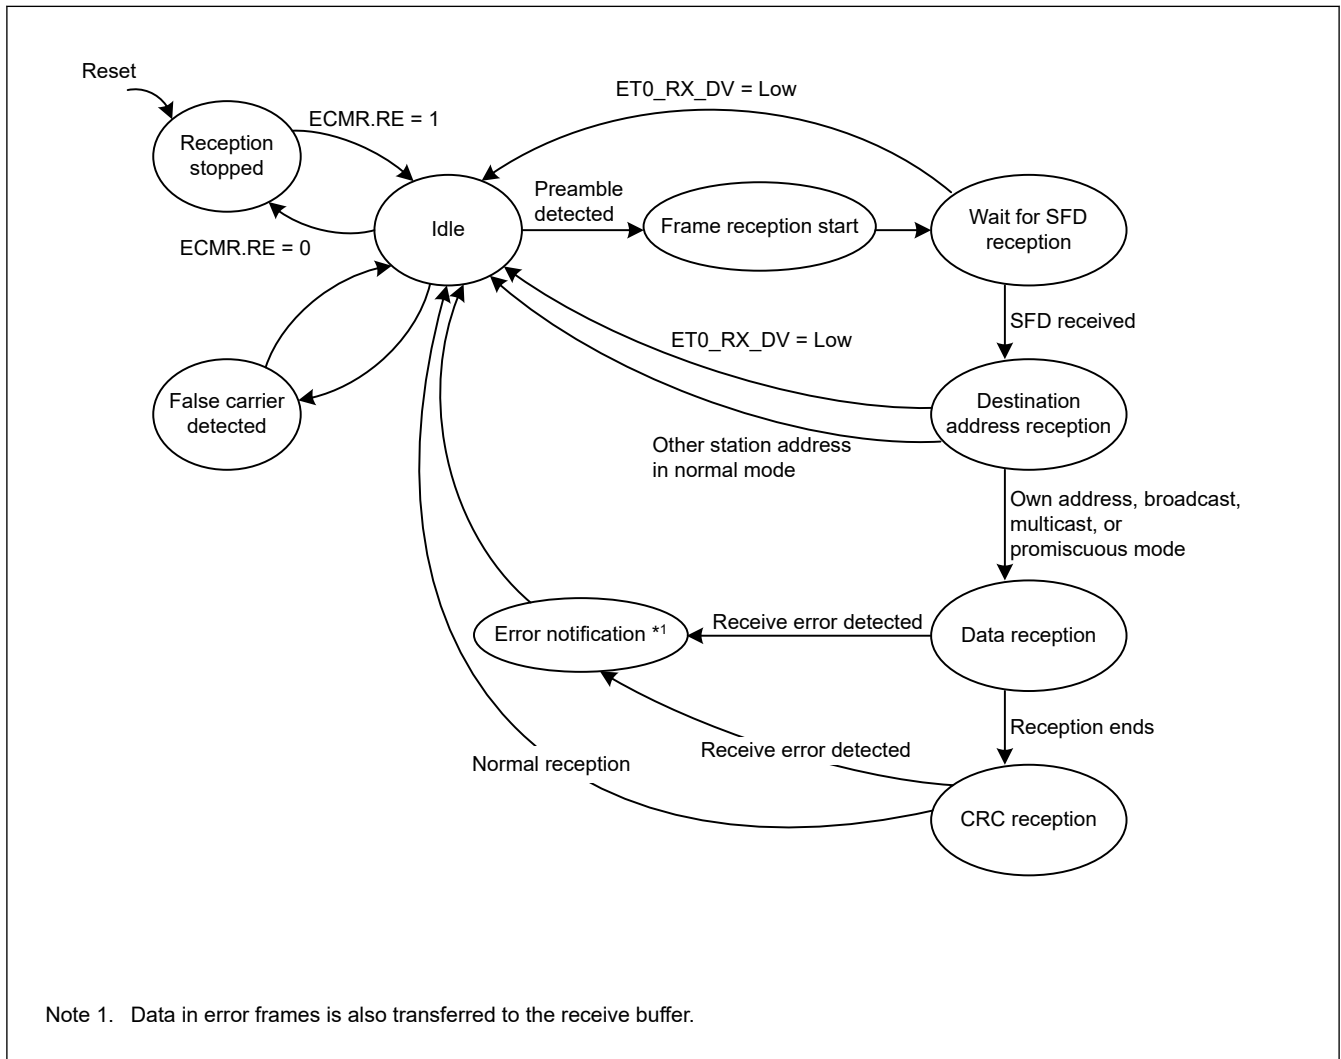 Reset
ET0_RX_DV = Low
ECMR.RE = 1
Reception
stopped
Preamble
detected
Idle
Frame reception start
Wait for SFD
reception
ECMR.RE = 0
SFD received
ET0_RX_DV = Low
False carrier
detected
Destination
address reception
Other station address
in normal mode
Own address, broadcast,
multicast, or
promiscuous mode
Error notification *1
Receive error detected
Data reception
Reception ends
Receive error detected
Normal reception
CRC reception
Note 1. Data in error frames is also transferred to the receive buffer.